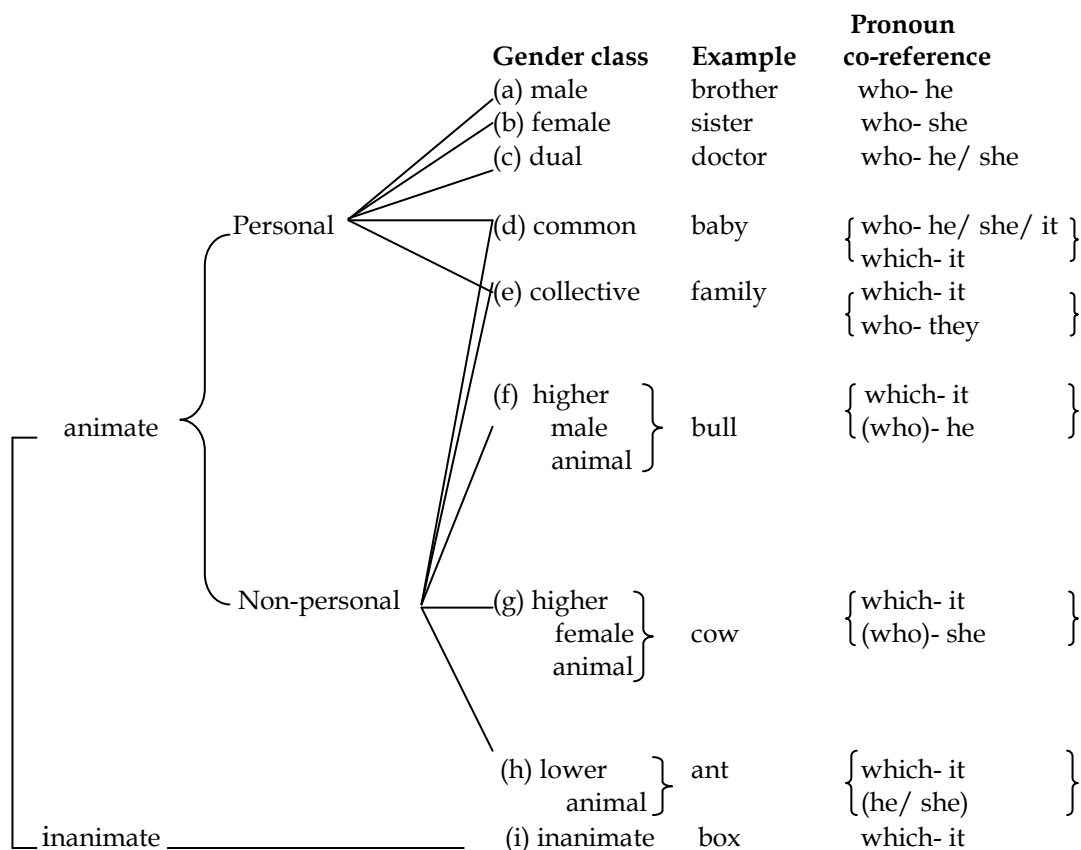 Pronoun
Gender class Example co-reference
(a) male brother who- he
(b) female sister who- she
(c) dual doctor who- he/ she
Personal (d) common baby who- he/ she/ it
which- it
(e) collective family which- it
who- they
(f) higher which- it
animate male bull (who)- he
animal
Non-personal (g) higher which- it
female cow (who)- she
animal
(h) lower ant which- it
animal (he/ she)
inanimate (i) inanimate box which- it